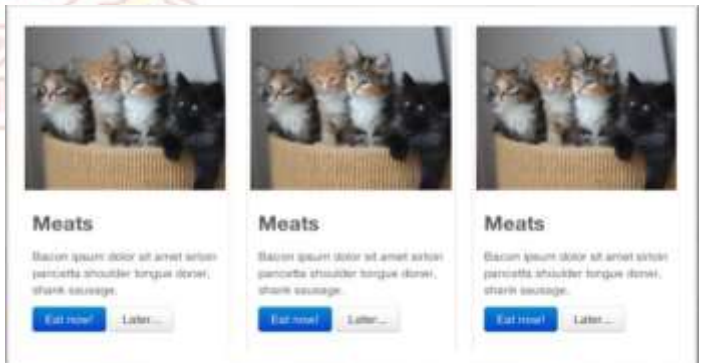 Meats
Bacon ipsum dolor sit amet sirloin
pancetta shoulder tongue doner,
shank sausage.
Eat now! Later...
Meats
Bacon ipsum dolor sit amet sirloin
pancetta shoulder tongue doner,
shank sausage.
Eat now! Later...
Meats
Bacon ipsum dolor sit amet sirloin
pancetta shoulder tongue doner,
shank sausage.
Eat now! Later...